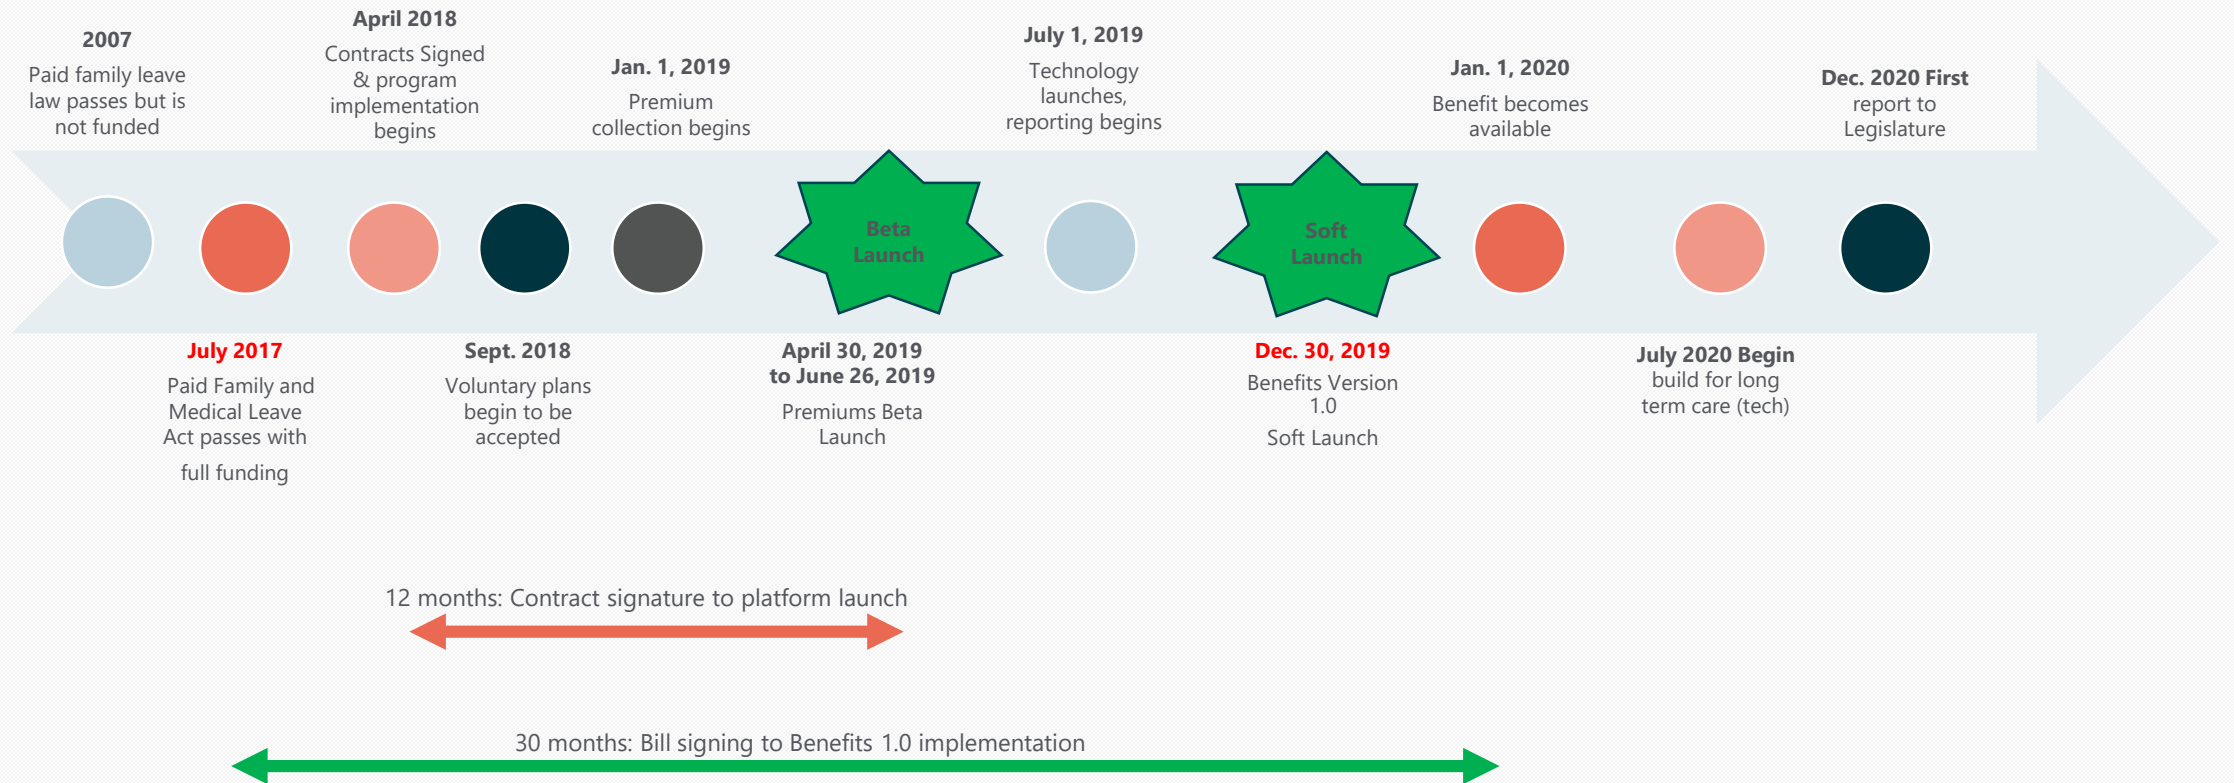 2007
Paid family leave
law passes but is
not funded
July 2017
Paid Family and
Medical Leave
Act passes with
full funding
April 2018
Contracts Signed
& program
implementation
begins
Sept. 2018
Voluntary plans
begin to be
accepted
Jan. 1, 2019
Premium
collection begins
Beta
Launch
April 30, 2019
to June 26, 2019
Premiums Beta
Launch
July 1, 2019
Technology
launches,
reporting begins
Soft
Launch
Dec. 30, 2019
Benefits Version
1.0
Soft Launch
Jan. 1, 2020
Benefit becomes
available
July 2020 Begin
build for long
term care (tech)
Dec. 2020 First
report to
Legislature
12 months: Contract signature to platform launch
30 months: Bill signing to Benefits 1.0 implementation